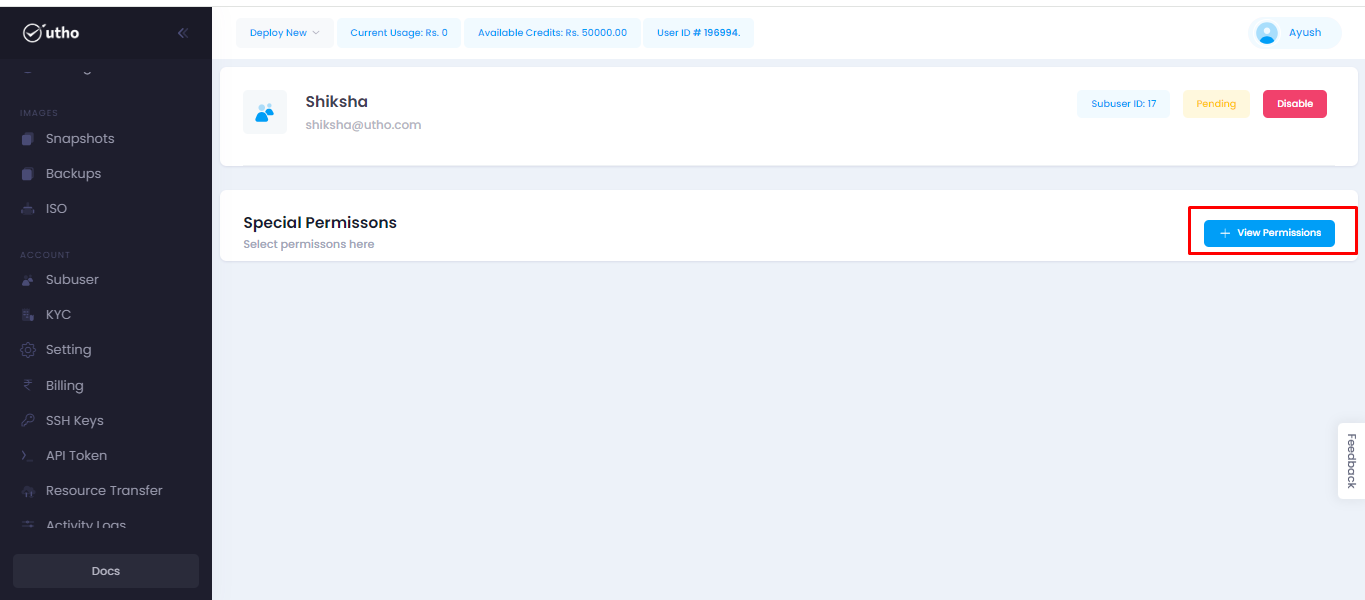 utho
Deploy New
Current Usage: Rs. 0
Available Credits: Rs. 50000.00
User ID # 196994.
Ayush
IMAGES
Snapshots
Backups
ISO
ACCOUNT
Subuser
KYC
Setting
Billing
SSH Keys
API Token
Resource Transfer
Activity Logs
Docs
Shiksha
shiksha@utho.com
Subuser ID: 17
Pending
Disable
Special Permissons
Select permissons here
View Permissions
Feedback